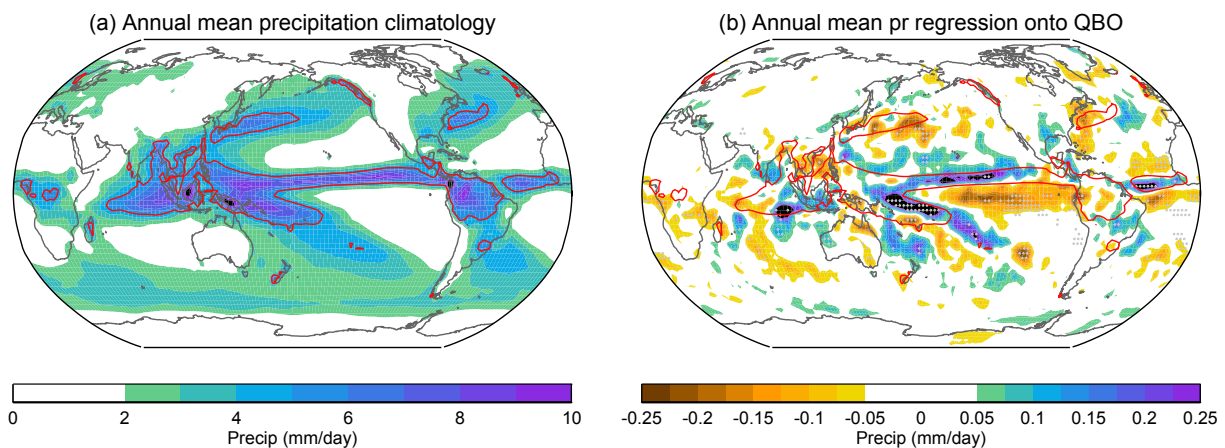 (a) Annual mean precipitation climatology
0 2 4 6 8 10
Precip (mm/day)
(b) Annual mean pr regression onto QBO
-0.25 -0.2 -0.15 -0.1 -0.05 0 0.05 0.1 0.15 0.2 0.25
Precip (mm/day)